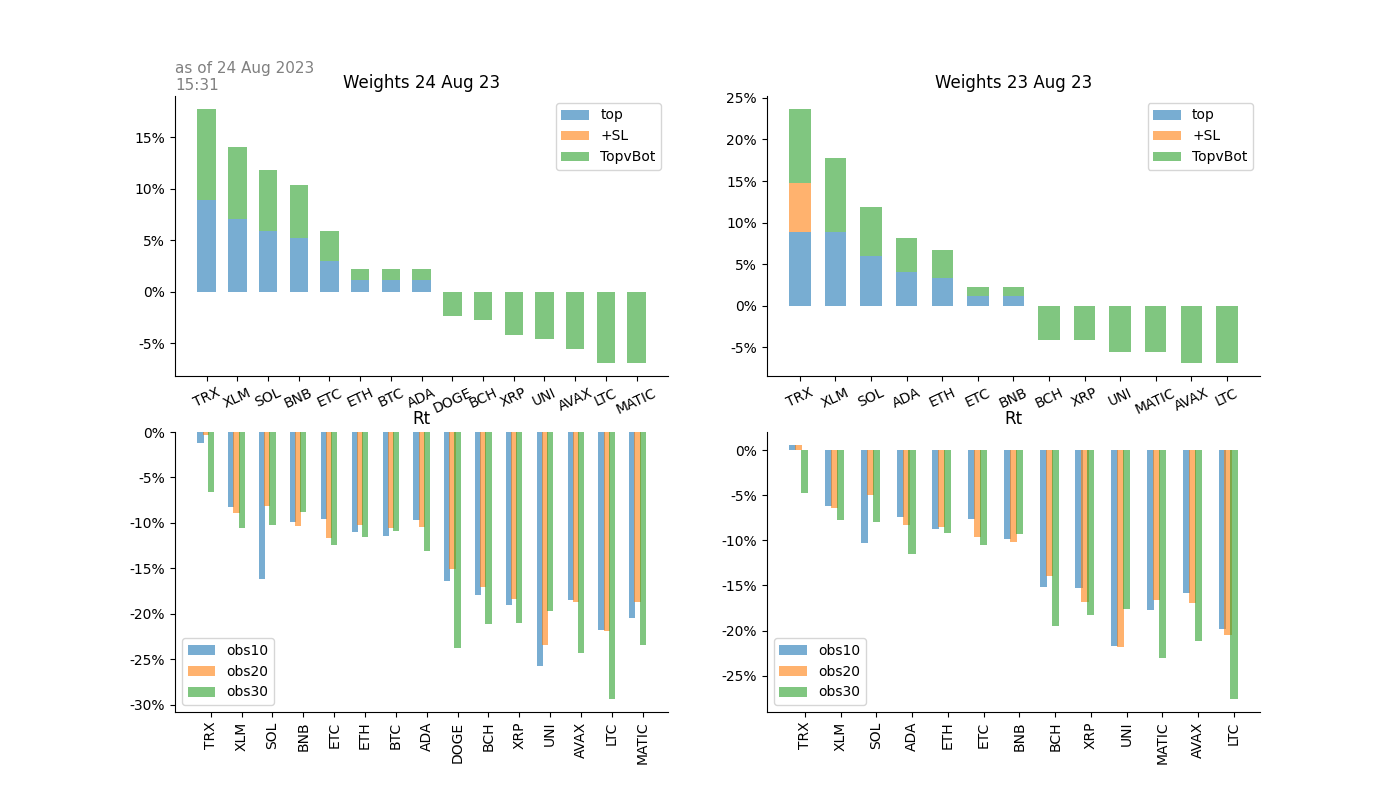 as of 24 Aug 2023
15:31
Weights 24 Aug 23
15%
10%
5%
0%
-5%
top
+SL
TopvBot
TRX XLM SOL BNB ETC ETH BTC ADA DOGE BCH XRP UNI AVAX LTC MATIC
Weights 23 Aug 23
25%
20%
15%
10%
5%
0%
-5%
top
+SL
TopvBot
TRX XLM SOL ADA ETH ETC BNB BCH XRP UNI MATIC AVAX LTC
Rt
0%
-5%
-10%
-15%
-20%
-25%
-30%
obs10
obs20
obs30
TRX XLM SOL BNB ETC ETH BTC ADA DOGE BCH XRP UNI AVAX LTC MATIC
Rt
0%
-5%
-10%
-15%
-20%
-25%
obs10
obs20
obs30
TRX XLM SOL ADA ETH ETC BNB BCH XRP UNI MATIC AVAX LTC